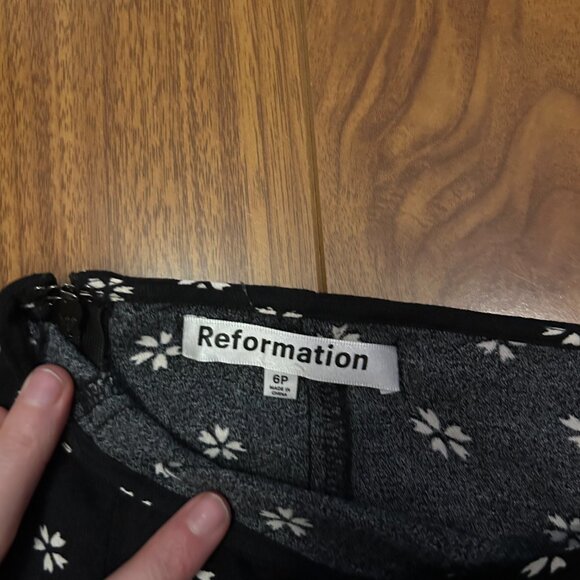 Reformation
6P
MADE IN
CHINA